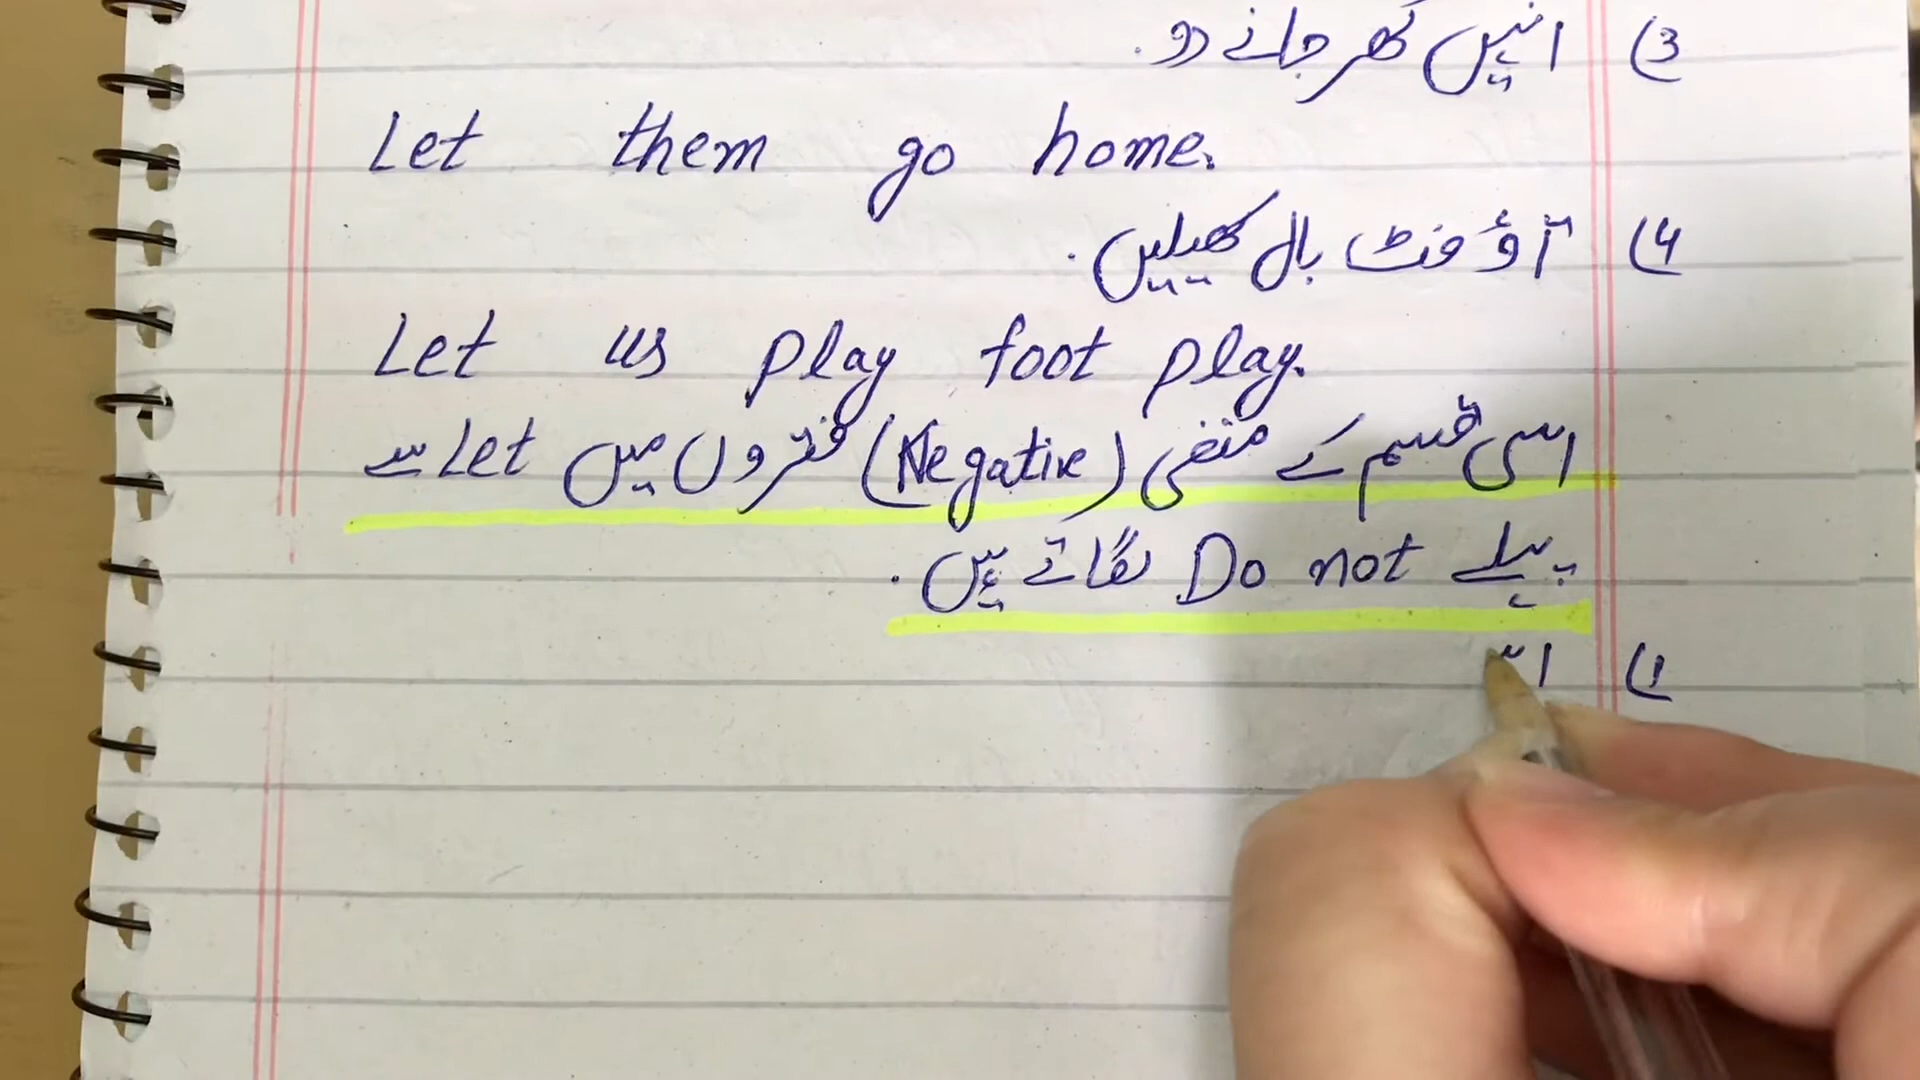 3) انہیں گھر جانے دو.
Let them go home.
4) آؤ فٹ بال کھیلیں.
Let us play foot play.
اسی قسم کے منفی (Negative) فقروں میں Let سے
پہلے Do not لگاتے ہیں.
1) ا